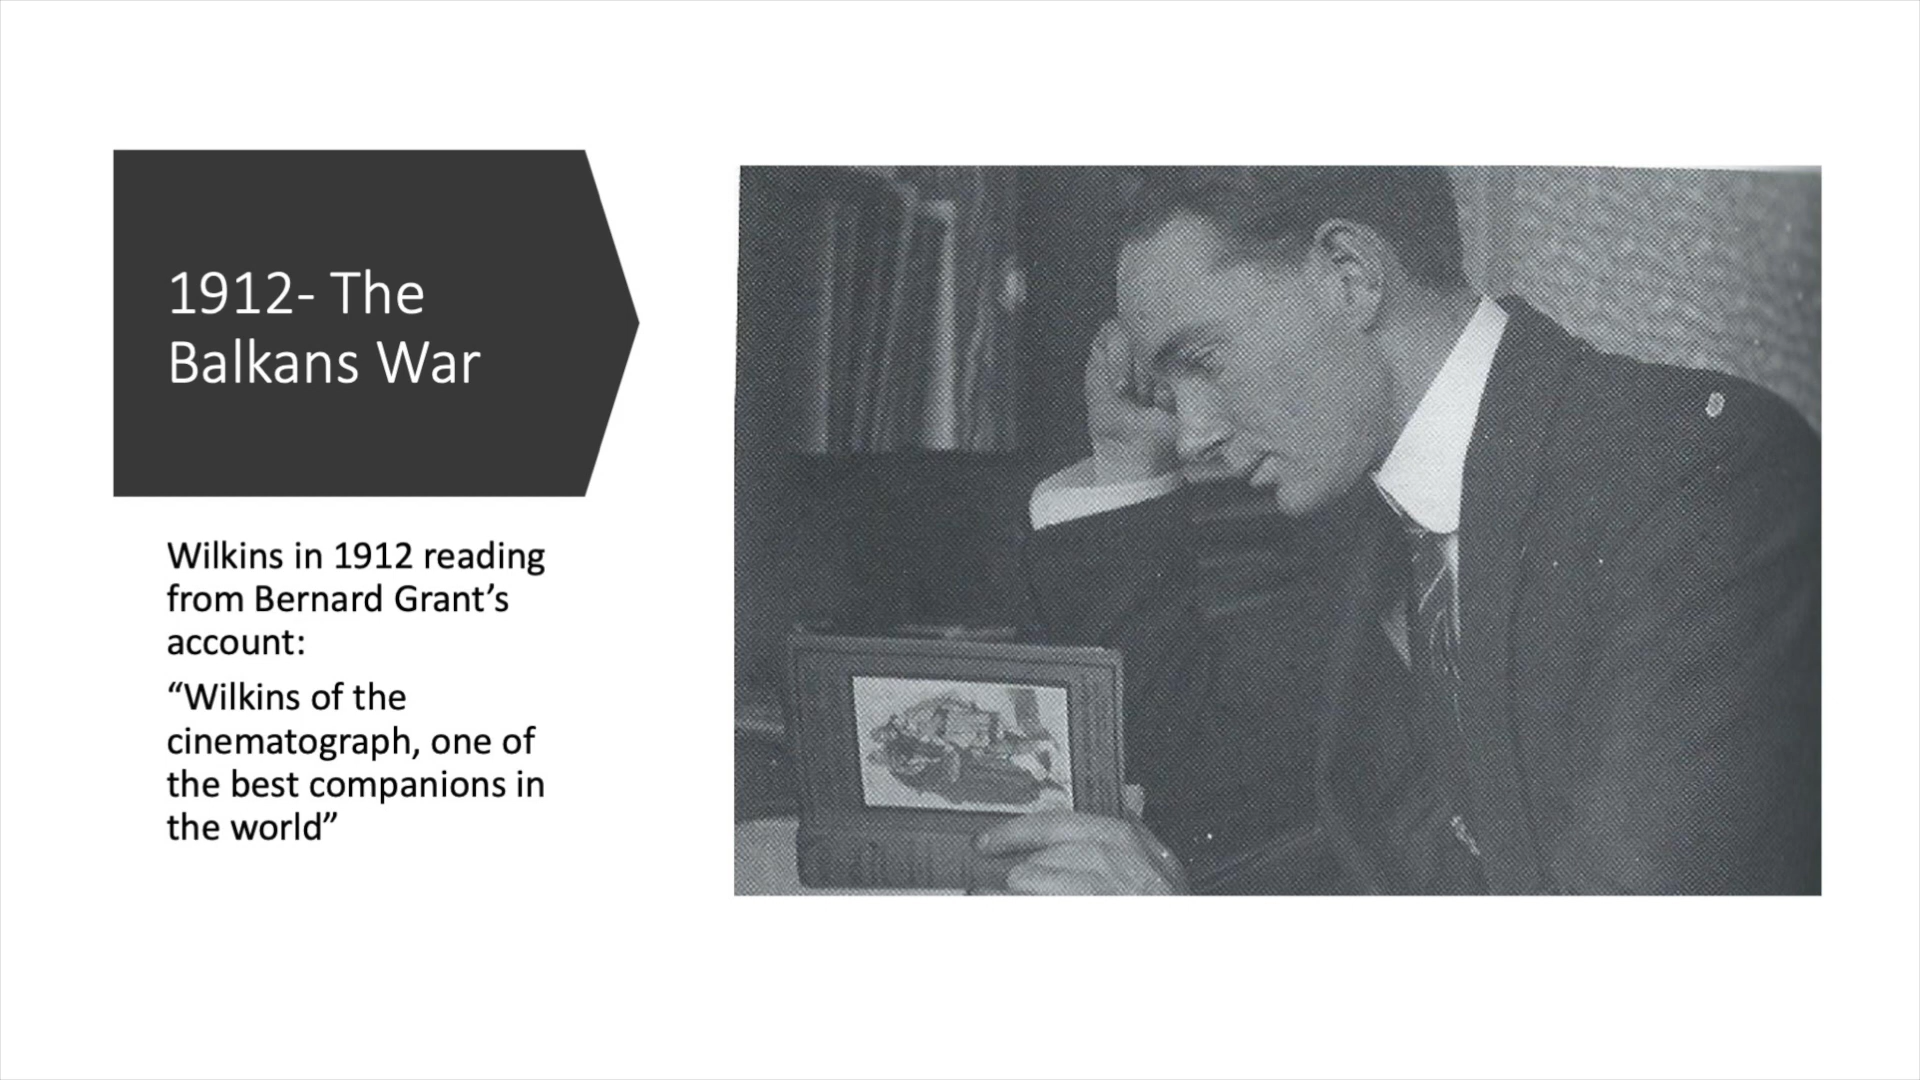 1912- The
Balkans War
Wilkins in 1912 reading
from Bernard Grant’s
account:
“Wilkins of the
cinematograph, one of
the best companions in
the world”